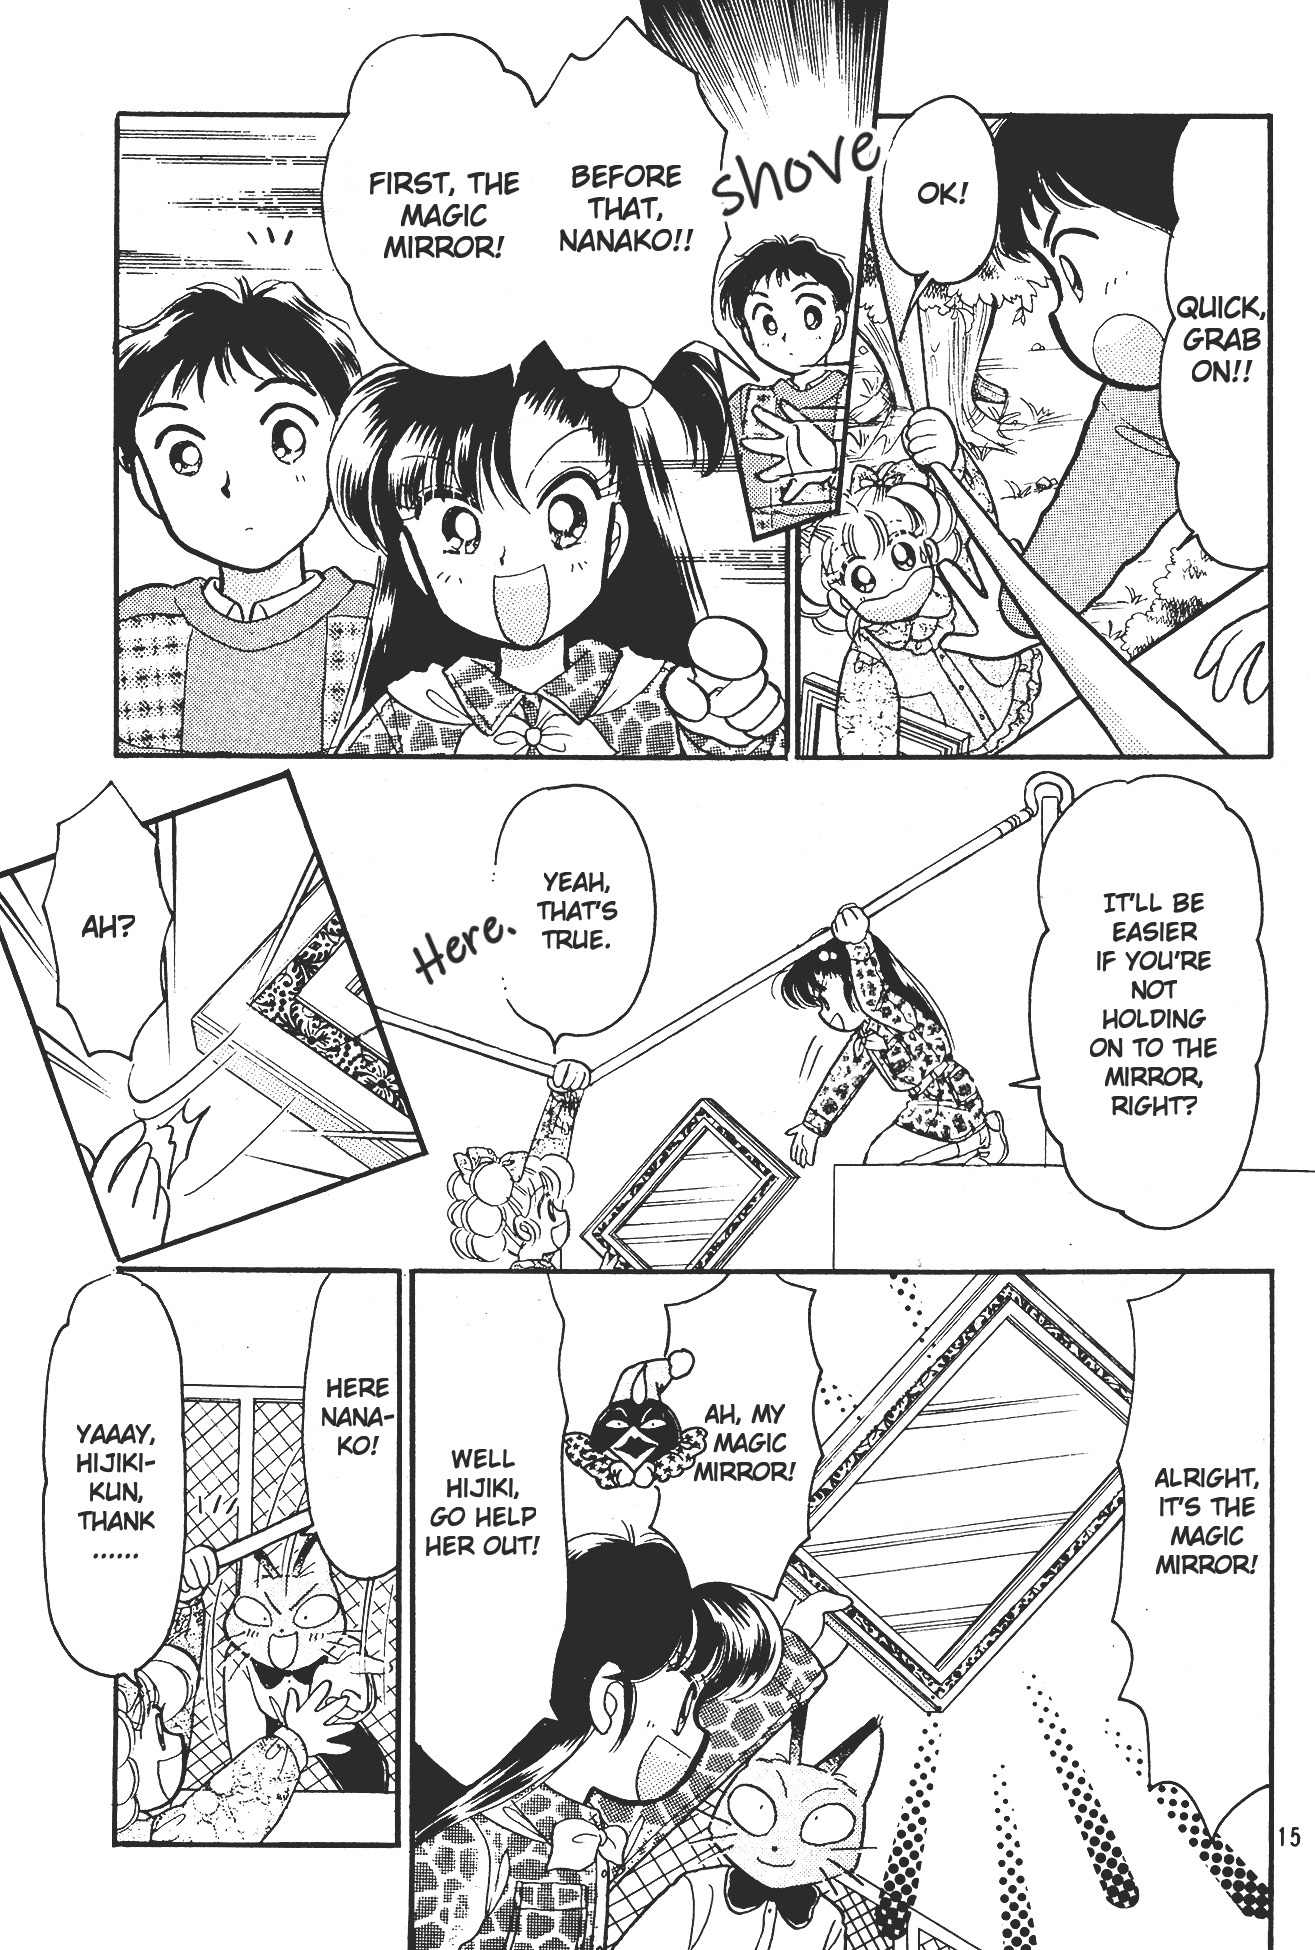 QUICK,
GRAB
ON!!
OK!
shove
BEFORE
THAT,
NANAKO!!
FIRST, THE
MAGIC
MIRROR!
IT'LL BE
EASIER
IF YOU'RE
NOT
HOLDING
ON TO THE
MIRROR,
RIGHT?
YEAH,
THAT'S
TRUE.
Here.
AH?
ALRIGHT,
IT'S THE
MAGIC
MIRROR!
AH, MY
MAGIC
MIRROR!
WELL
HIJIKI,
GO HELP
HER OUT!
HERE
NANA-
KO!
YAAAY,
HIJIKI-
KUN,
THANK
......
15